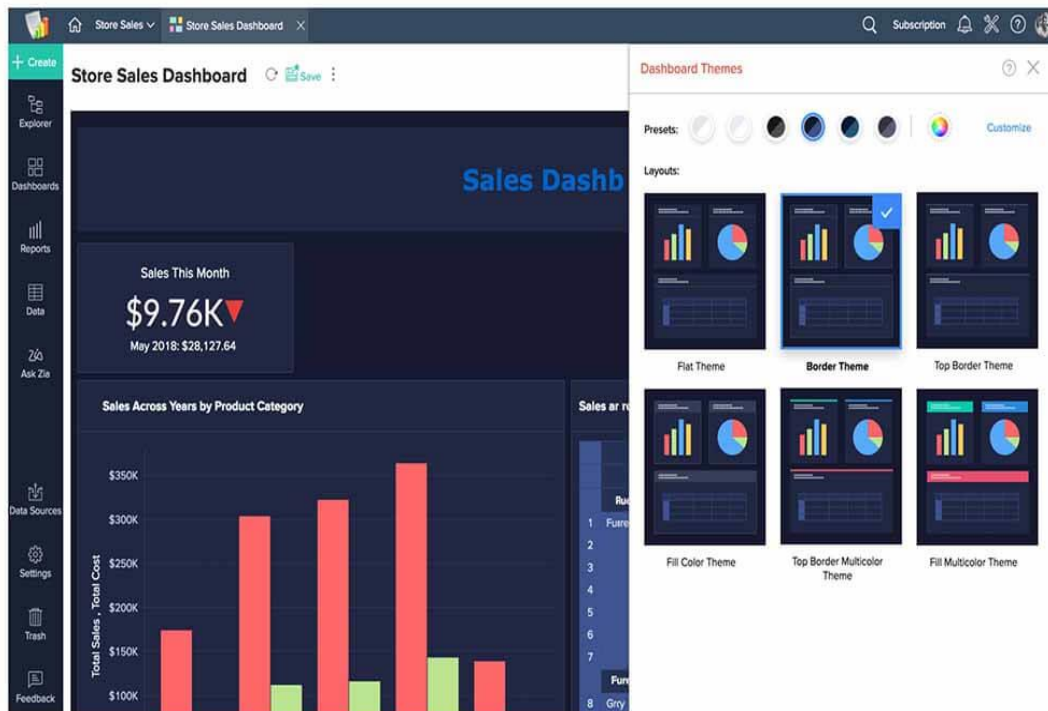 Store Sales
Store Sales Dashboard
Subscription
Create
Explorer
Dashboards
Reports
Data
Ask Zia
Data Sources
Settings
Trash
Feedback
Store Sales Dashboard
Save
Sales Dashb
Sales This Month
$9.76K
May 2018: $28,127.64
Sales Across Years by Product Category
$350K
$300K
$250K
$200K
$150K
$100K
Total Sales , Total Cost
Sales ar re
1
2
3
4
5
6
7
8 Grry
Dashboard Themes
Presets:
Customize
Layouts:
Flat Theme
Border Theme
Top Border Theme
Fill Color Theme
Top Border Multicolor
Theme
Fill Multicolor Theme